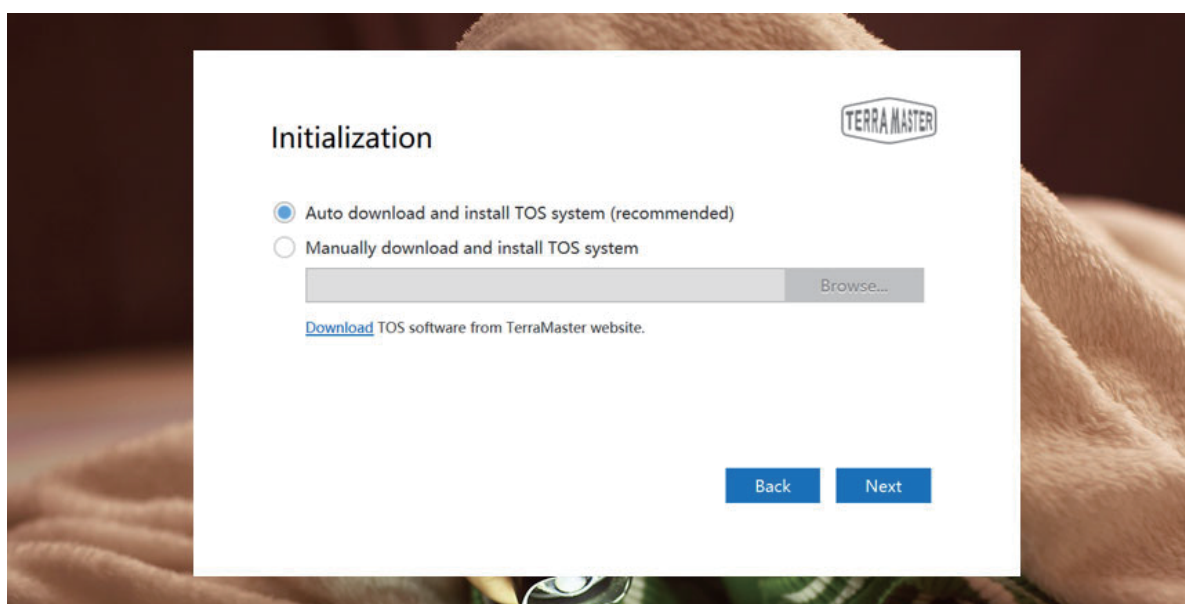 TERRA MASTER
Initialization
Auto download and install TOS system (recommended)
Manually download and install TOS system
Browse...
Download TOS software from TerraMaster website.
Back
Next